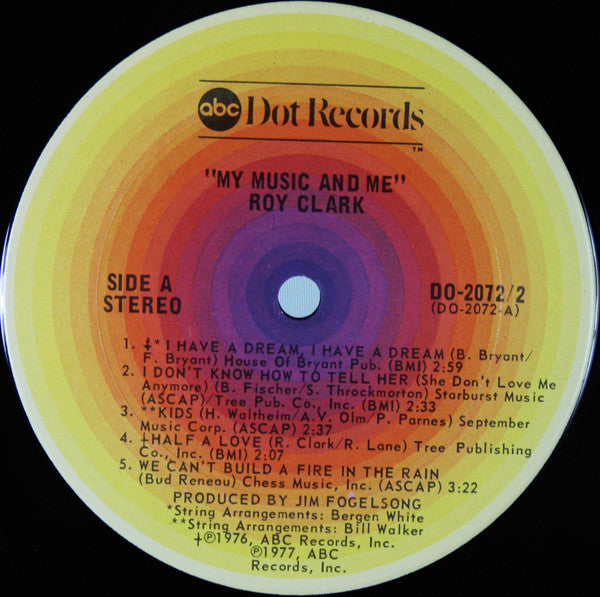 abc Dot Records
TM
"MY MUSIC AND ME"
ROY CLARK
SIDE A
STEREO
DO-2072/2
(DO-2072-A)
1. ‡* I HAVE A DREAM, I HAVE A DREAM (B. Bryant/
F. Bryant) House Of Bryant Pub. (BMI) 2:59
2. I DON'T KNOW HOW TO TELL HER (She Don't Love Me
Anymore) (B. Fischer/S. Throckmorton) Starburst Music
(ASCAP)/Tree Pub. Co., Inc. (BMI) 2:33
3. **KIDS (H. Waltheim/A.V. Olm/P. Parnes) September
Music Corp. (ASCAP) 2:37
4. ‡HALF A LOVE (R. Clark/R. Lane) Tree Publishing
Co., Inc. (BMI) 2:07
5. WE CAN'T BUILD A FIRE IN THE RAIN
(Bud Reneau) Chess Music, Inc. (ASCAP) 3:22
PRODUCED BY JIM FOGELSONG
*String Arrangements: Bergen White
**String Arrangements: Bill Walker
‡℗1976, ABC Records, Inc.
℗1977, ABC
Records, Inc.